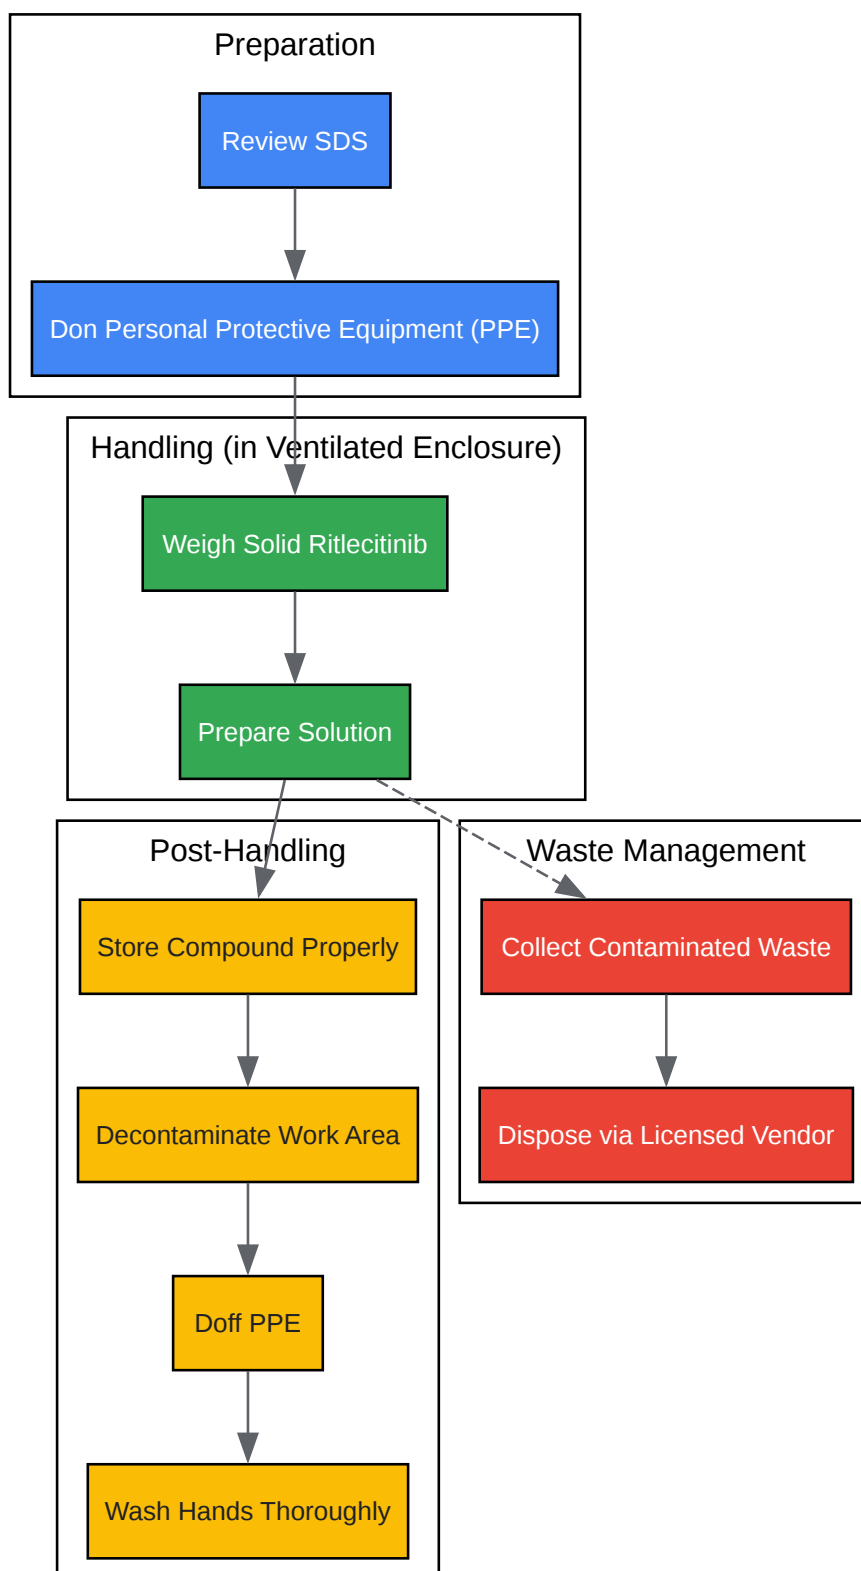 Preparation
Review SDS
Don Personal Protective Equipment (PPE)
Handling (in Ventilated Enclosure)
Weigh Solid Ritlecitinib
Prepare Solution
Post-Handling
Store Compound Properly
Decontaminate Work Area
Doff PPE
Wash Hands Thoroughly
Waste Management
Collect Contaminated Waste
Dispose via Licensed Vendor